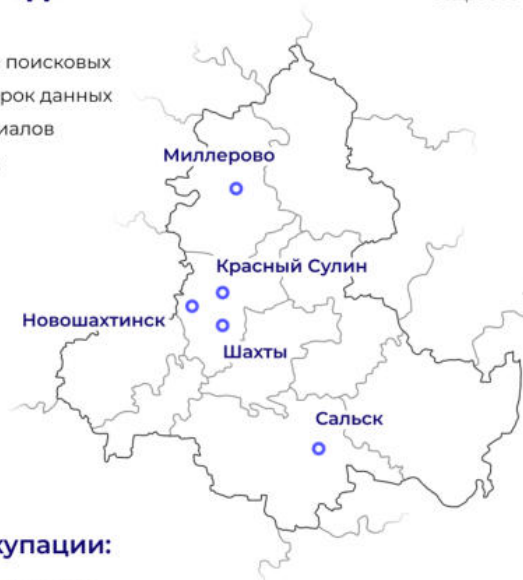 поисковых
рок данных
иалов
Миллерово
Красный Сулин
Новошахтинск
Шахты
Сальск
купации: